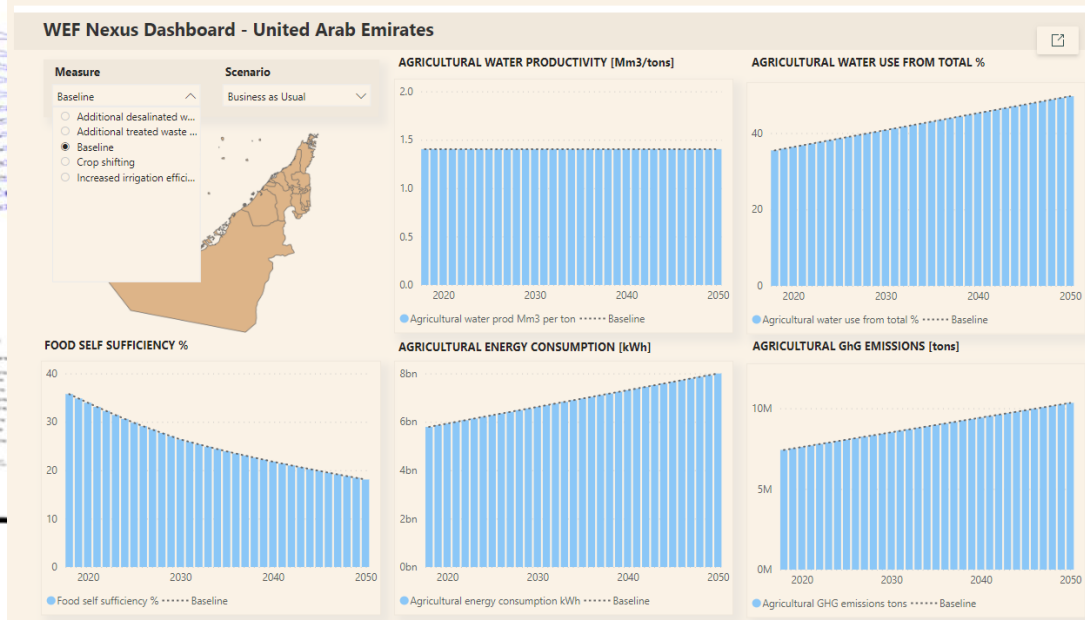 WEF Nexus Dashboard - United Arab Emirates
Measure
Baseline
Additional desalinated w...
Additional treated waste ...
Baseline
Crop shifting
Increased irrigation effici...
Scenario
Business as Usual
AGRICULTURAL WATER PRODUCTIVITY [Mm3/tons]
2.0
1.5
1.0
0.5
0.0
2020 2030 2040 2050
Agricultural water prod Mm3 per ton Baseline
AGRICULTURAL WATER USE FROM TOTAL %
40
20
0
2020 2030 2040 2050
Agricultural water use from total % Baseline
FOOD SELF SUFFICIENCY %
40
30
20
10
0
2020 2030 2040 2050
Food self sufficiency % Baseline
AGRICULTURAL ENERGY CONSUMPTION [kWh]
8bn
6bn
4bn
2bn
0bn
2020 2030 2040 2050
Agricultural energy consumption kWh Baseline
AGRICULTURAL GhG EMISSIONS [tons]
10M
5M
0M
2020 2030 2040 2050
Agricultural GHG emissions tons Baseline